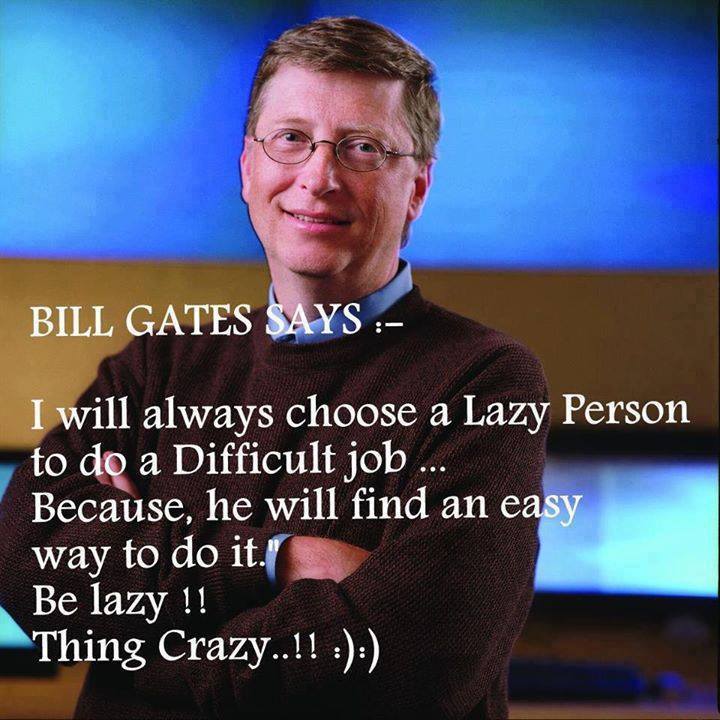 BILL GATES SAYS :-
I will always choose a Lazy Person
to do a Difficult job ...
Because, he will find an easy
way to do it."
Be lazy !!
Thing Crazy..!! :):)